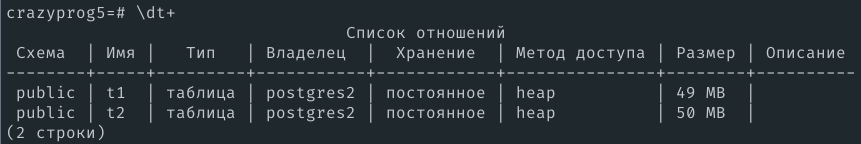 crazyprog5=# \dt+
Список отношений
Схема | Имя | Тип | Владелец | Хранение | Метод доступа | Размер | Описание
--------+-----+---------+-----------+------------+---------------+--------+----------
public | t1 | таблица | postgres2 | постоянное | heap | 49 MB |
public | t2 | таблица | postgres2 | постоянное | heap | 50 MB |
(2 строки)